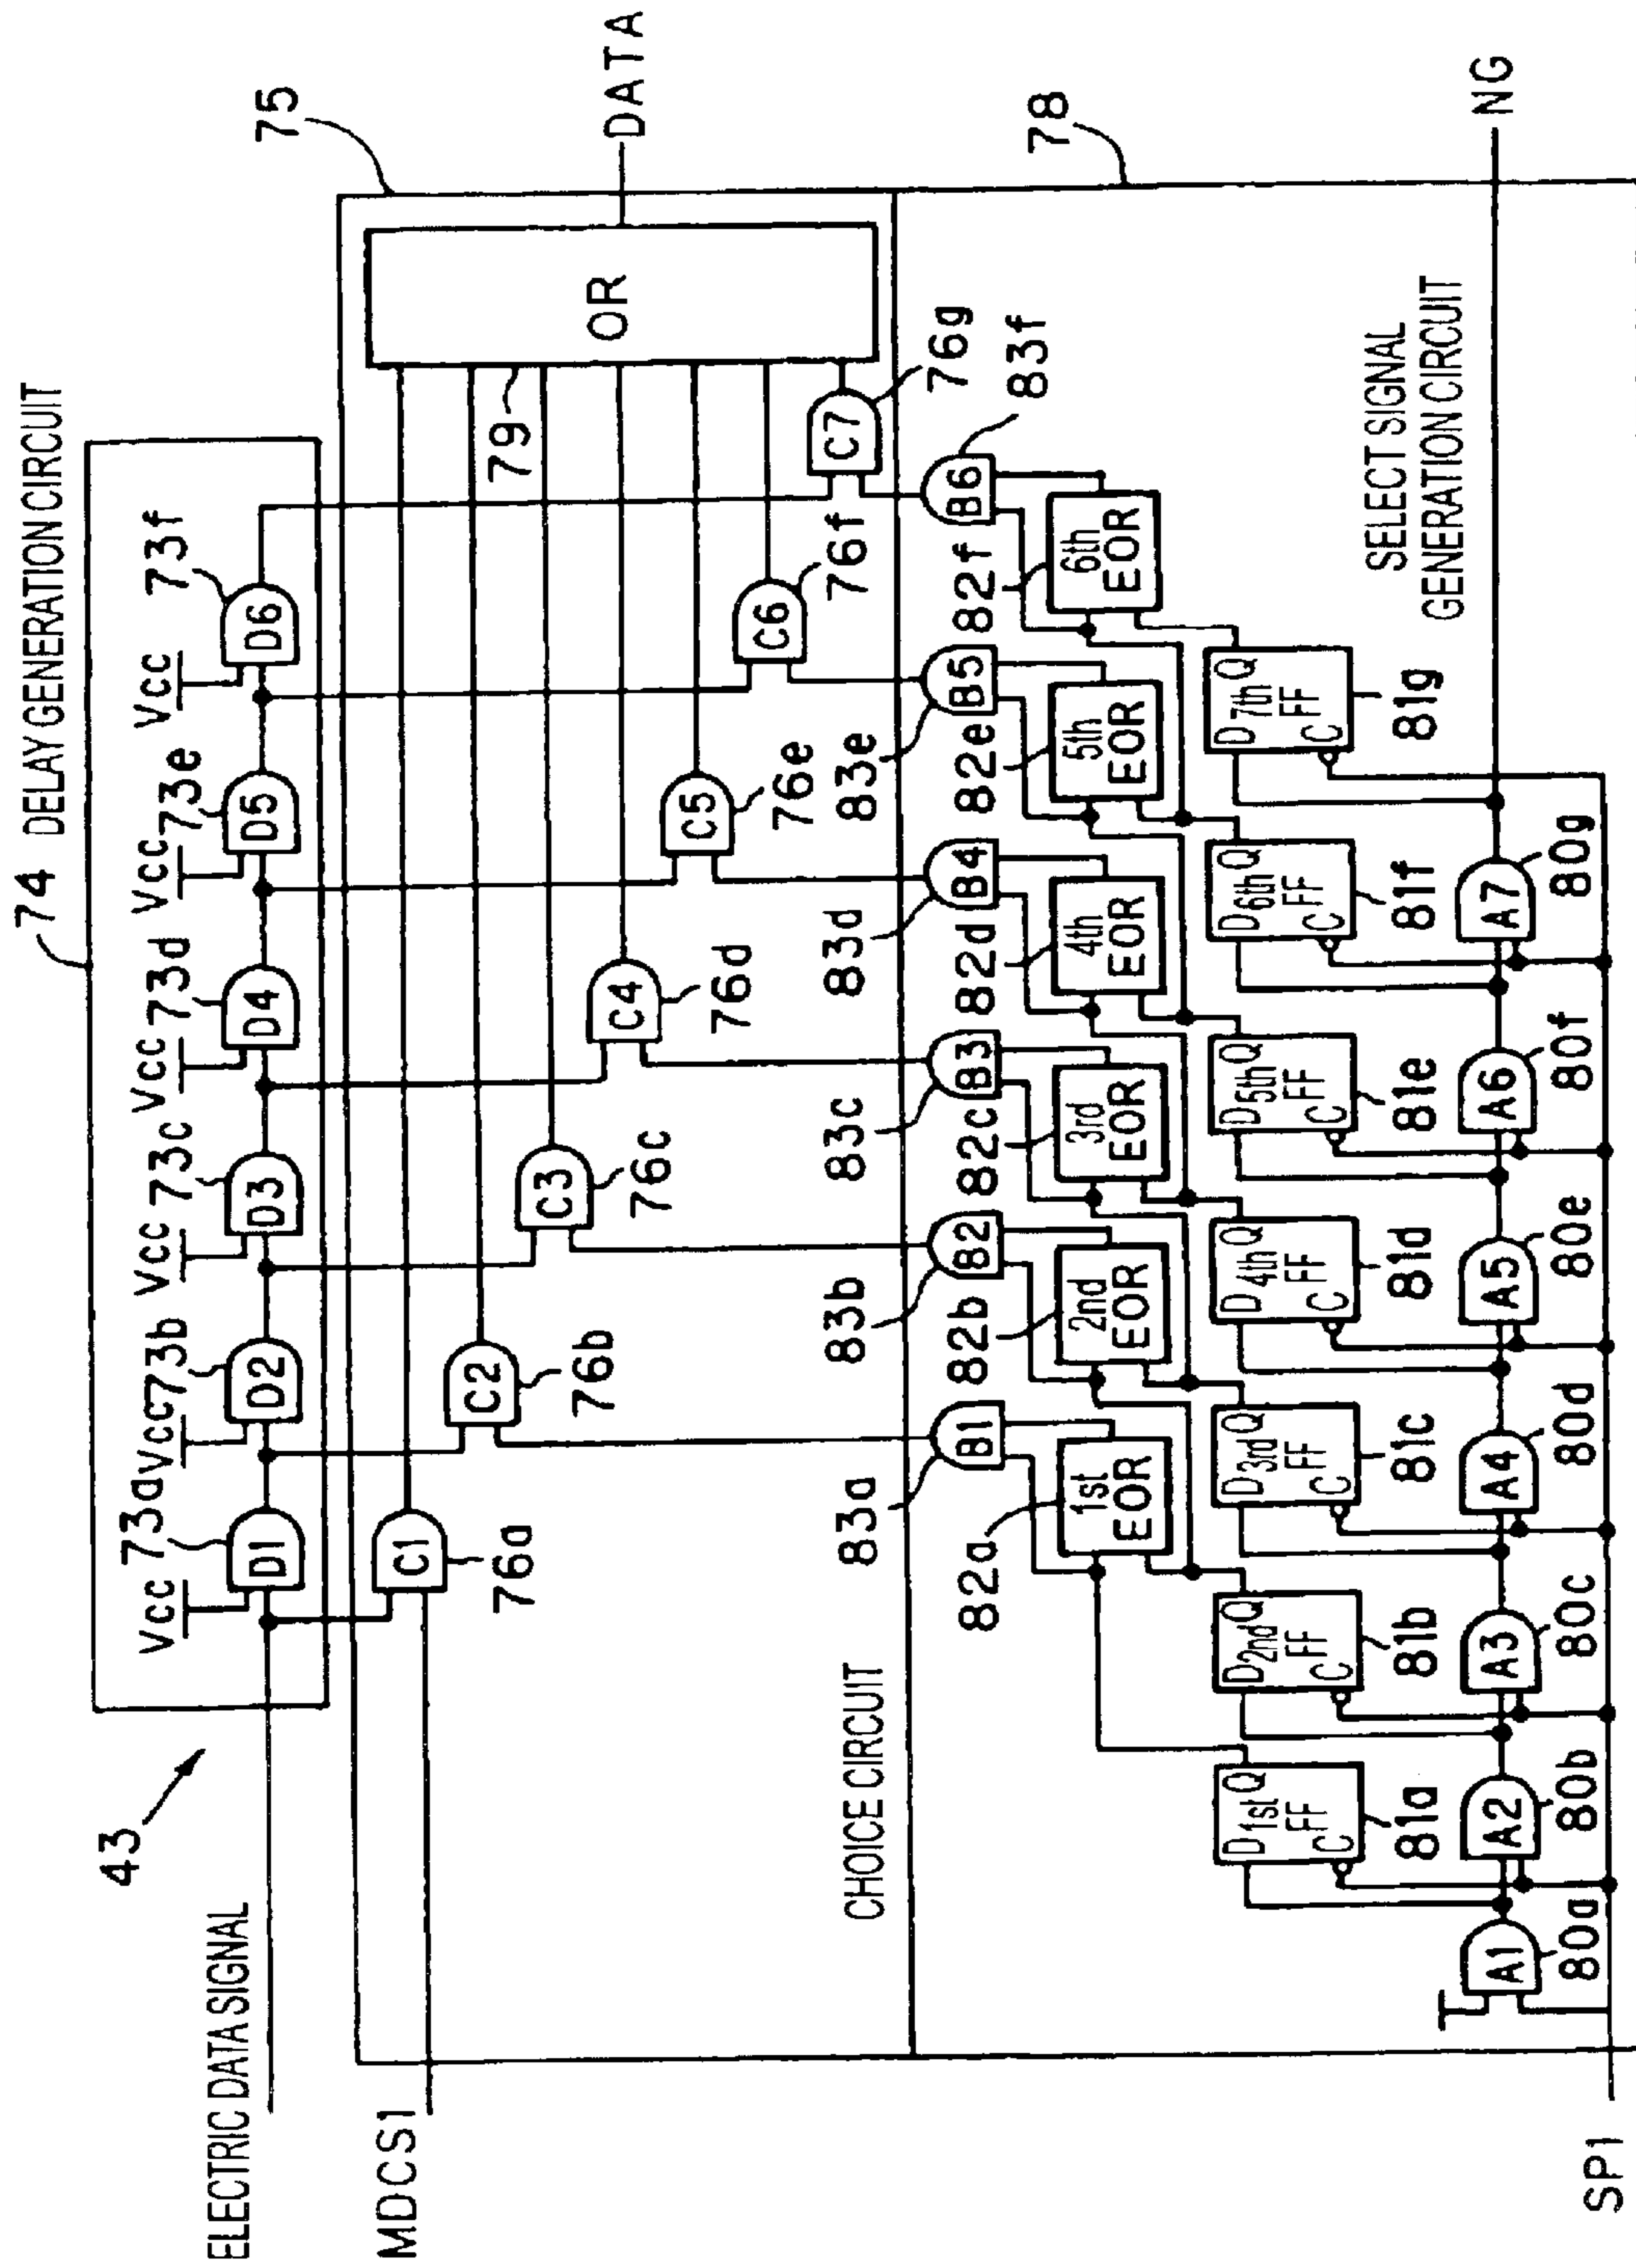 74 DELAY GENERATION CIRCUIT
43
Vcc 73a Vcc 73b Vcc 73c Vcc 73d Vcc 73e Vcc 73f
D1 D2 D3 D4 D5 D6
ELECTRIC DATA SIGNAL
75
MDCS1
C1 C2 C3 C4 C5 C6 C7
76a 76b 76c 76d 76e 76f 76g
79
OR
DATA
CHOICE CIRCUIT
83a 83b 83c 83d 83e 83f
B1 B2 B3 B4 B5 B6
78
82a 82b 82c 82d 82e 82f
1st EOR
2nd EOR
3rd EOR
4th EOR
5th EOR
6th EOR
D 1st Q FF C
D 2nd Q FF C
D 3rd Q FF C
D 4th Q FF C
D 5th Q FF C
D 6th Q FF C
D 7th Q FF C
81a 81b 81c 81d 81e 81f 81g
SELECT SIGNAL
GENERATION CIRCUIT
A1 A2 A3 A4 A5 A6 A7
NG
80a 80b 80c 80d 80e 80f 80g
SP1